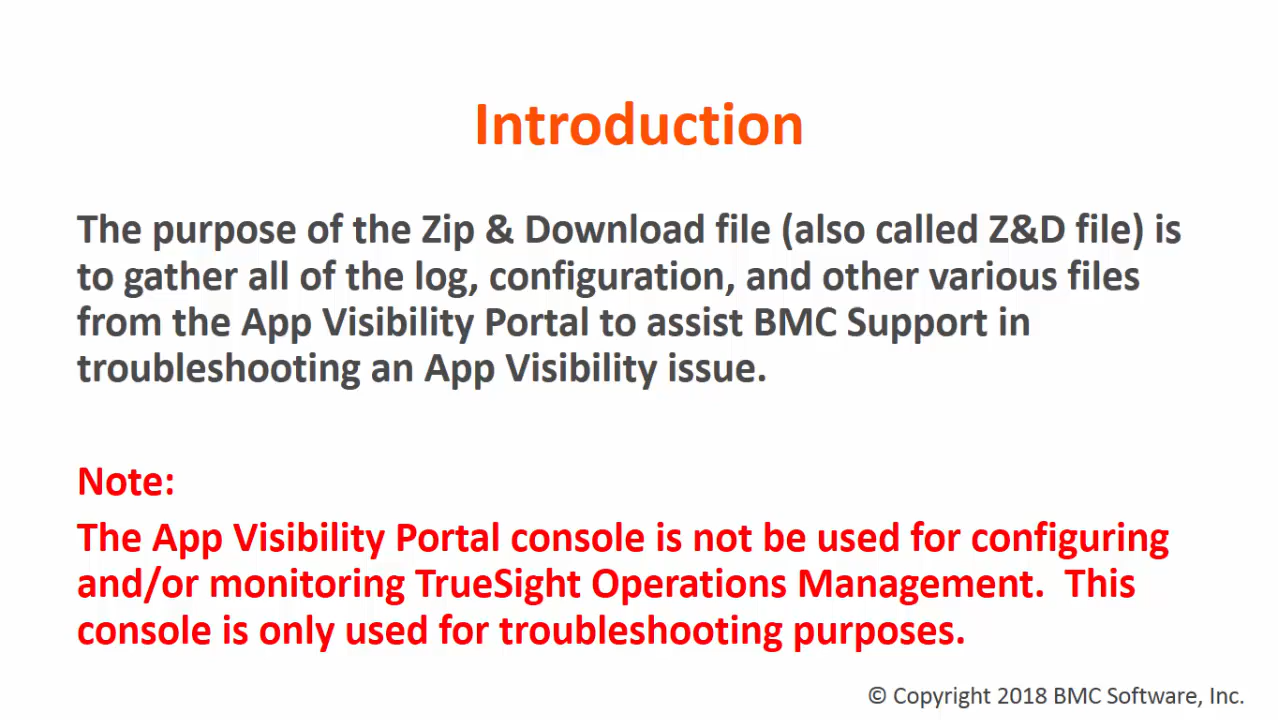 Introduction
The purpose of the Zip & Download file (also called Z&D file) is
to gather all of the log, configuration, and other various files
from the App Visibility Portal to assist BMC Support in
troubleshooting an App Visibility issue.
Note:
The App Visibility Portal console is not be used for configuring
and/or monitoring TrueSight Operations Management.  This
console is only used for troubleshooting purposes.
© Copyright 2018 BMC Software, Inc.